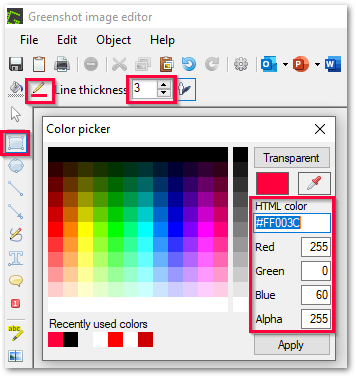 Greenshot image editor
File Edit Object Help
Line thickness 3
Color picker
Transparent
HTML color
#FF003C
Red 255
Green 0
Blue 60
Alpha 255
Recently used colors
Apply